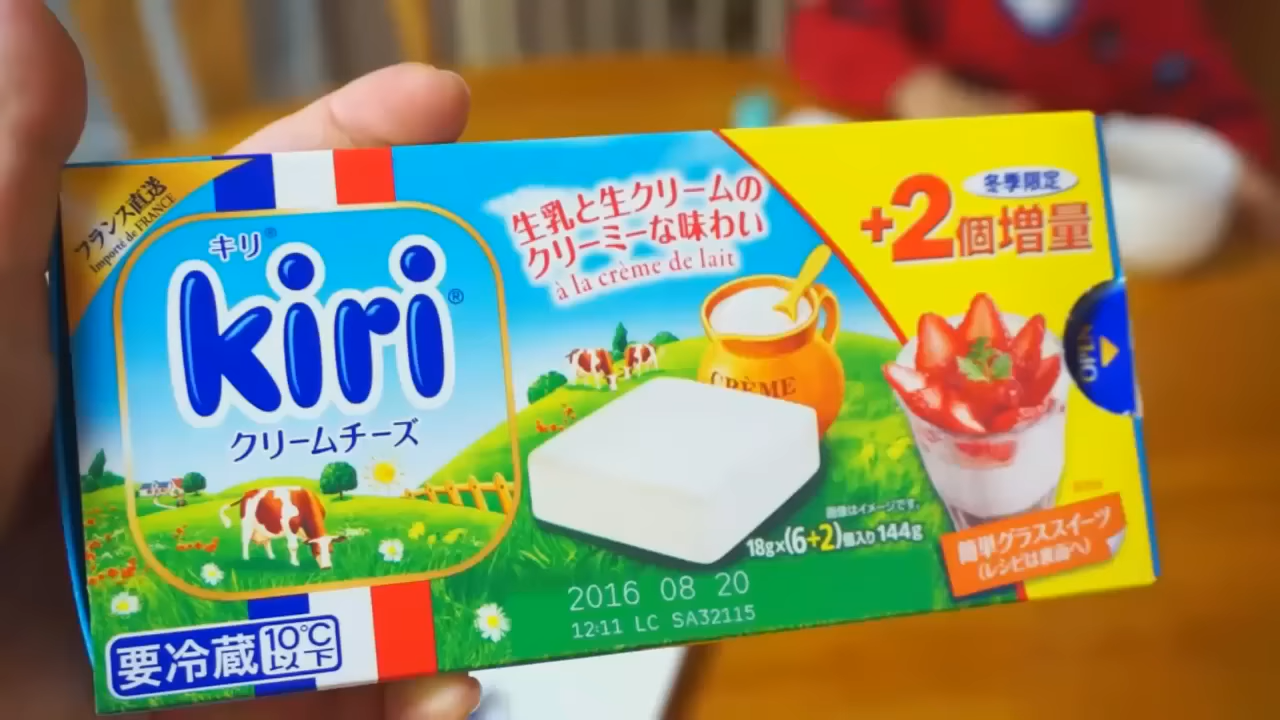 フランス直送
Importé de FRANCE
キリ®
kiri®
クリームチーズ
生乳と生クリームの
クリーミーな味わい
à la crème de lait
冬季限定
+2個増量
OPEN
CRÈME
画像はイメージです。
18g×(6+2)個入り144g
簡単グラススイーツ
(レシピは裏面へ)
2016 08 20
12:11 LC SA32115
要冷蔵10℃以下